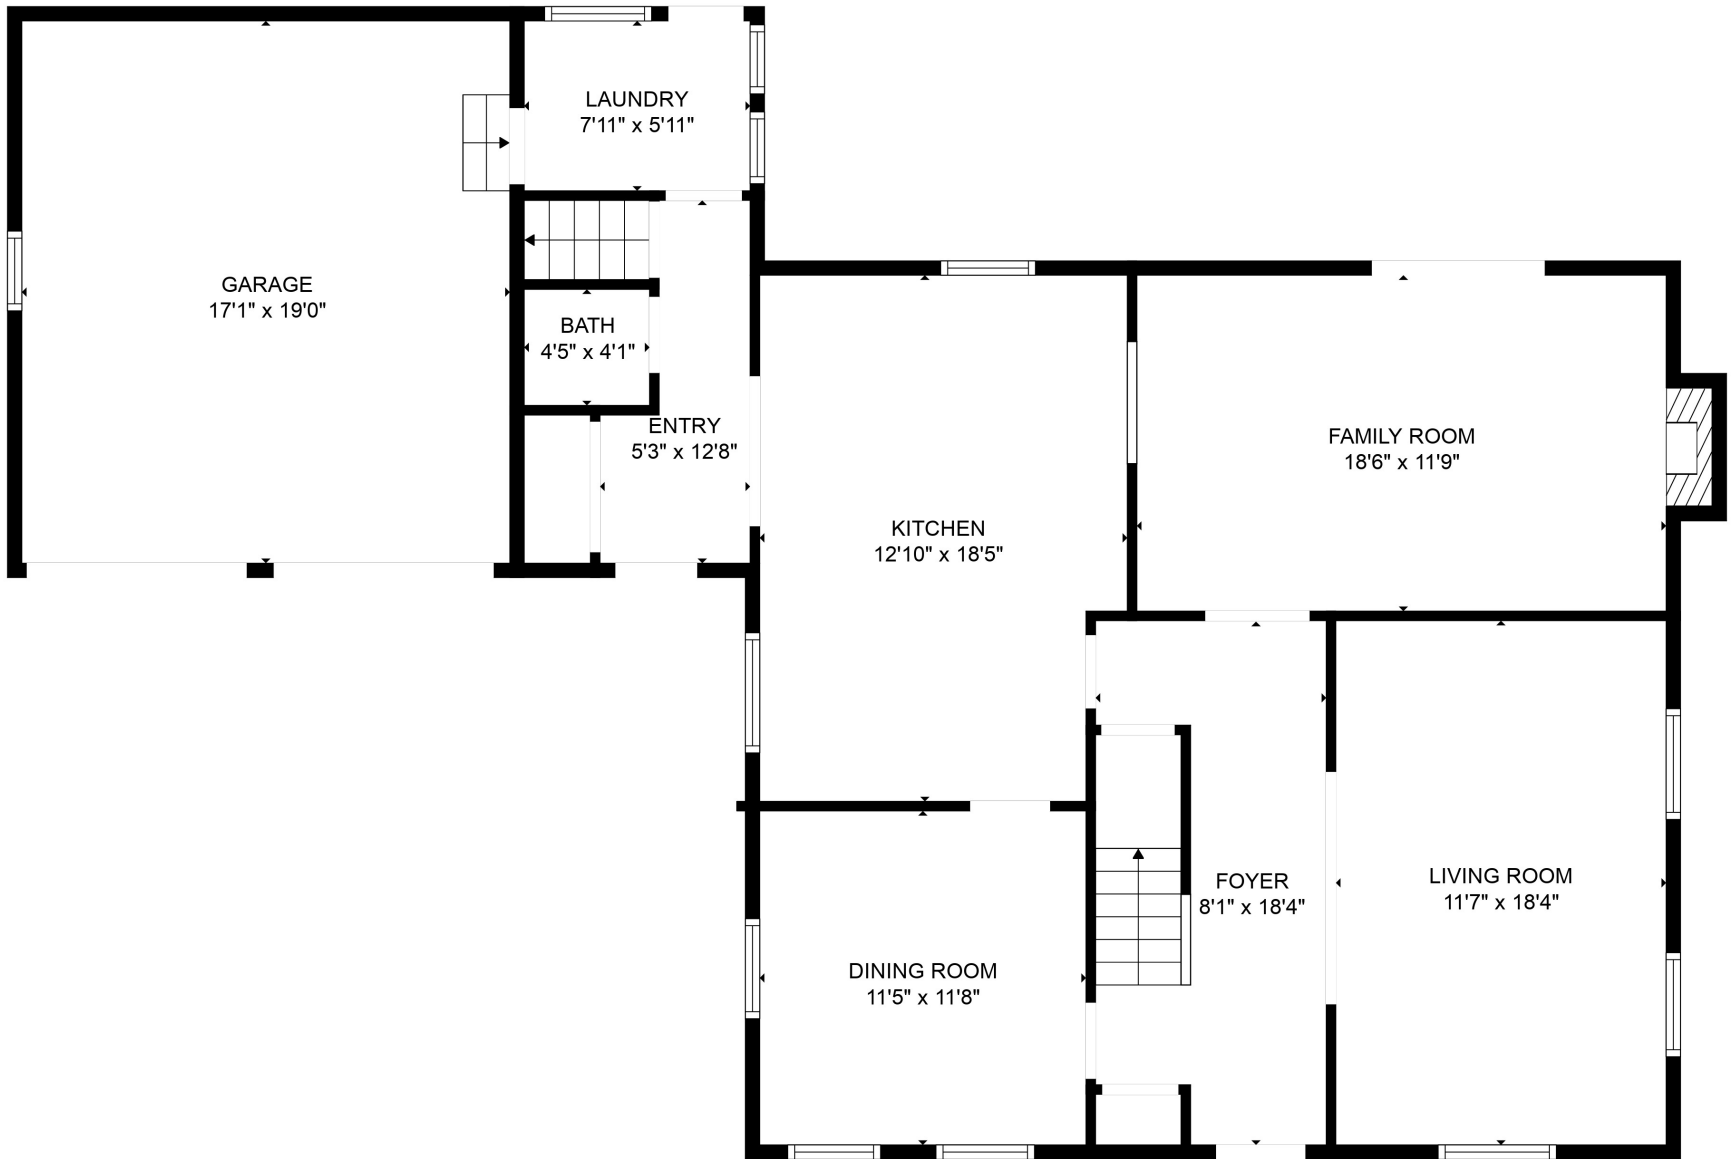 LAUNDRY
7'11" x 5'11"
GARAGE
17'1" x 19'0"
BATH
4'5" x 4'1"
ENTRY
5'3" x 12'8"
KITCHEN
12'10" x 18'5"
FAMILY ROOM
18'6" x 11'9"
DINING ROOM
11'5" x 11'8"
FOYER
8'1" x 18'4"
LIVING ROOM
11'7" x 18'4"